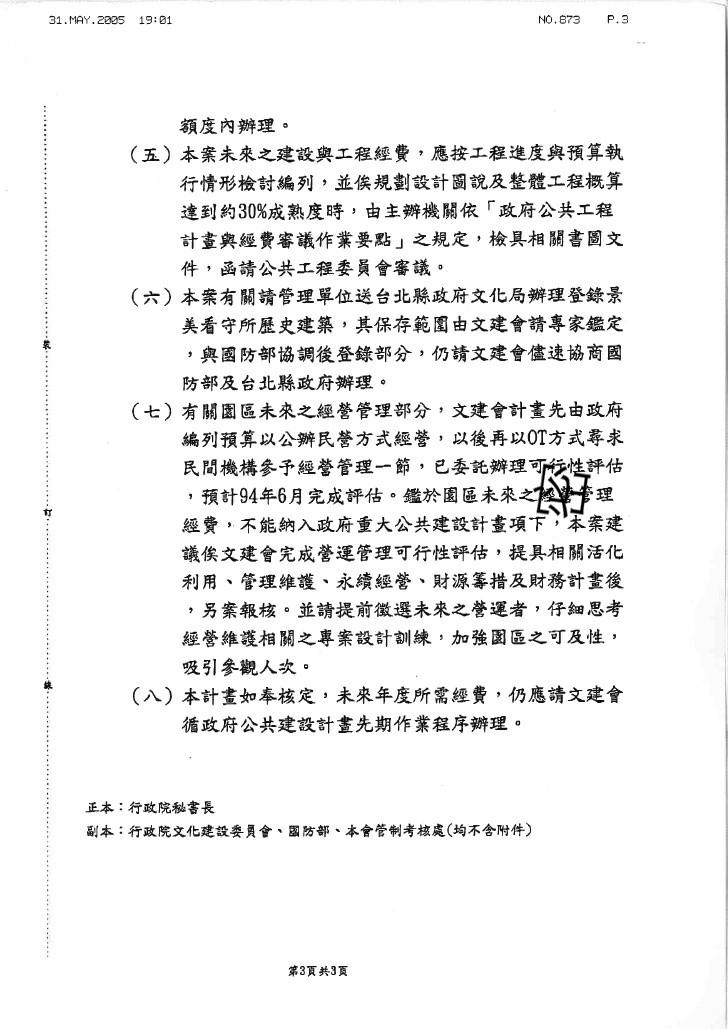 31.MAY.2005 19:01 NO.873 P.3
額度內辦理。
（五）本案未來之建設與工程經費，應按工程進度與預算執
行情形檢討編列，並俟規劃設計圖說及整體工程概算
達到約30%成熟度時，由主辦機關依「政府公共工程
計畫與經費審議作業要點」之規定，檢具相關書圖文
件，函請公共工程委員會審議。
（六）本案有關請管理單位送台北縣政府文化局辦理登錄景
美看守所歷史建築，其保存範圍由文建會請專家鑑定
，與國防部協調後登錄部分，仍請文建會儘速協商國
防部及台北縣政府辦理。
（七）有關園區未來之經營管理部分，文建會計畫先由政府
編列預算以公辦民營方式經營，以後再以OT方式尋求
民間機構參予經營管理一節，已委託辦理可行性評估
，預計94年6月完成評估。鑑於園區未來之經營管理
經費，不能納入政府重大公共建設計畫項下，本案建
議俟文建會完成營運管理可行性評估，提具相關活化
利用、管理維護、永續經營、財源籌措及財務計畫後
，另案報核。並請提前徵選未來之營運者，仔細思考
經營維護相關之專案設計訓練，加強園區之可及性，
吸引參觀人次。
（八）本計畫如奉核定，未來年度所需經費，仍應請文建會
循政府公共建設計畫先期作業程序辦理。
裝
訂
線
正本：行政院秘書長
副本：行政院文化建設委員會、國防部、本會管制考核處(均不含附件)
第3頁共3頁